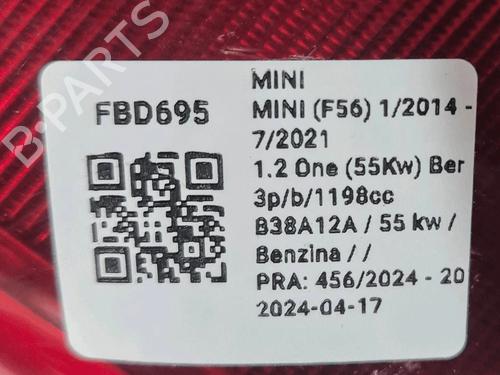 FBD695
MINI
MINI (F56) 1/2014 -
7/2021
1.2 One (55Kw) Ber
3p/b/1198cc
B38A12A / 55 kw /
Benzina / /
PRA: 456/2024 - 20
2024-04-17
B-PARTS